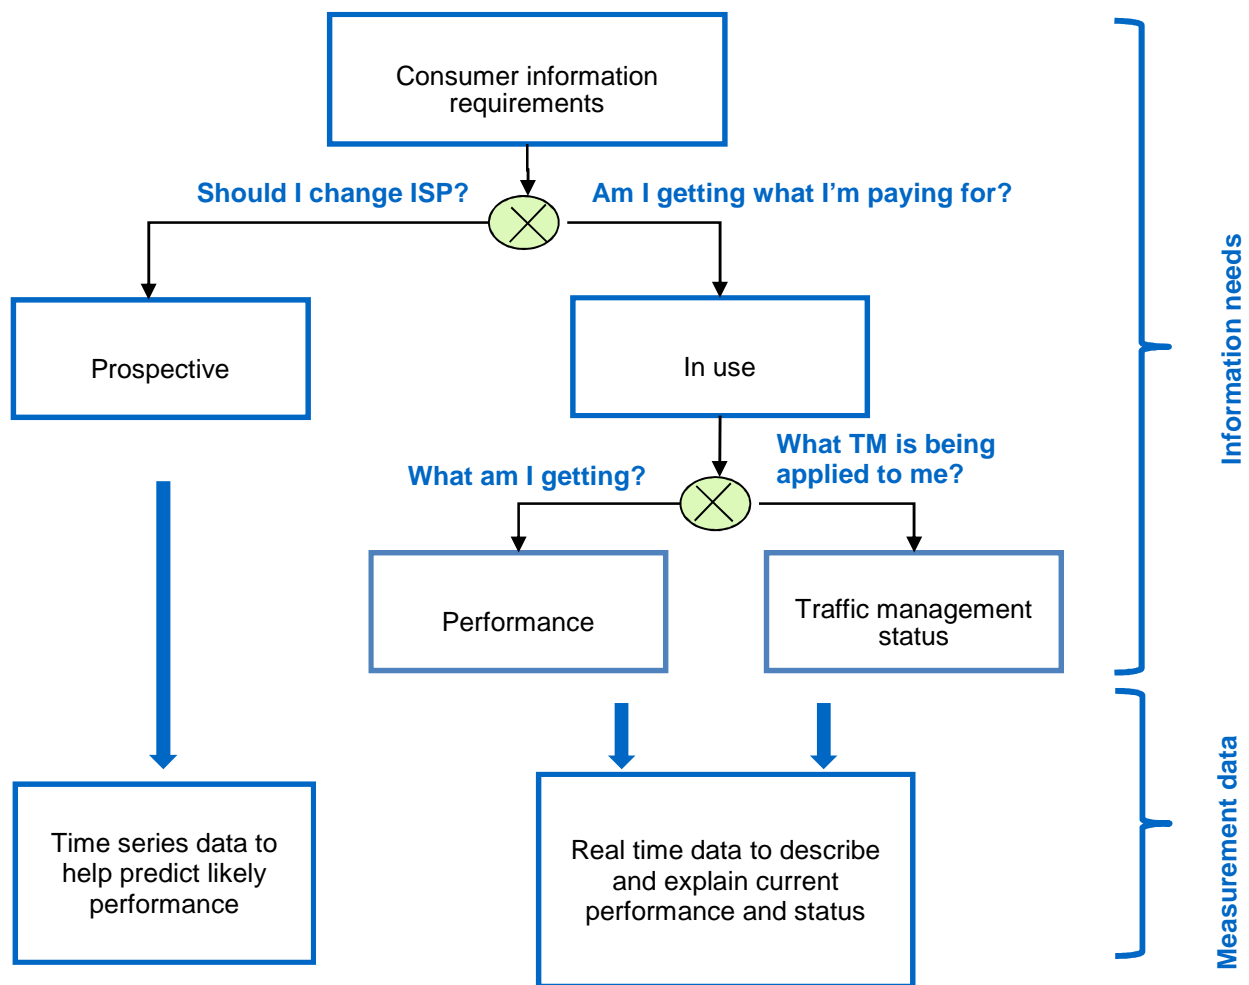 Consumer information
requirements
Should I change ISP?
Am I getting what I’m paying for?
Prospective
In use
What am I getting?
What TM is being
applied to me?
Performance
Traffic management
status
Information needs
Time series data to
help predict likely
performance
Real time data to describe
and explain current
performance and status
Measurement data